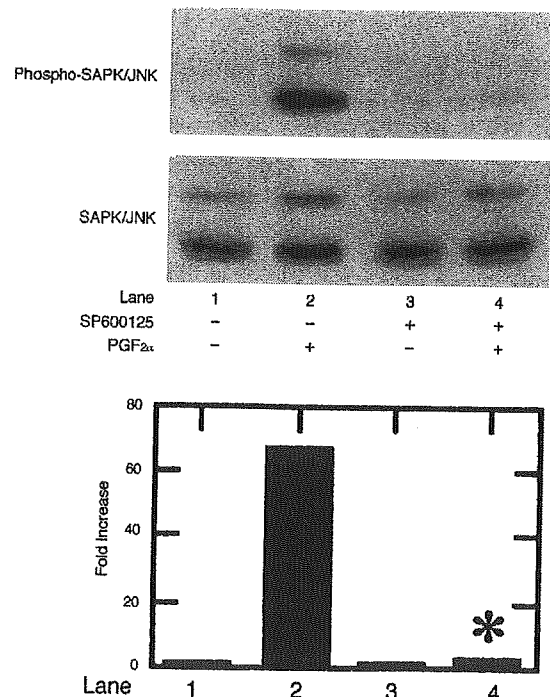 Phospho-SAPK/JNK
SAPK/JNK
Lane 1 2 3 4
SP600125 − − + +
PGF2α − + − +
80
60
40
20
0
Fold Increase
*
Lane 1 2 3 4